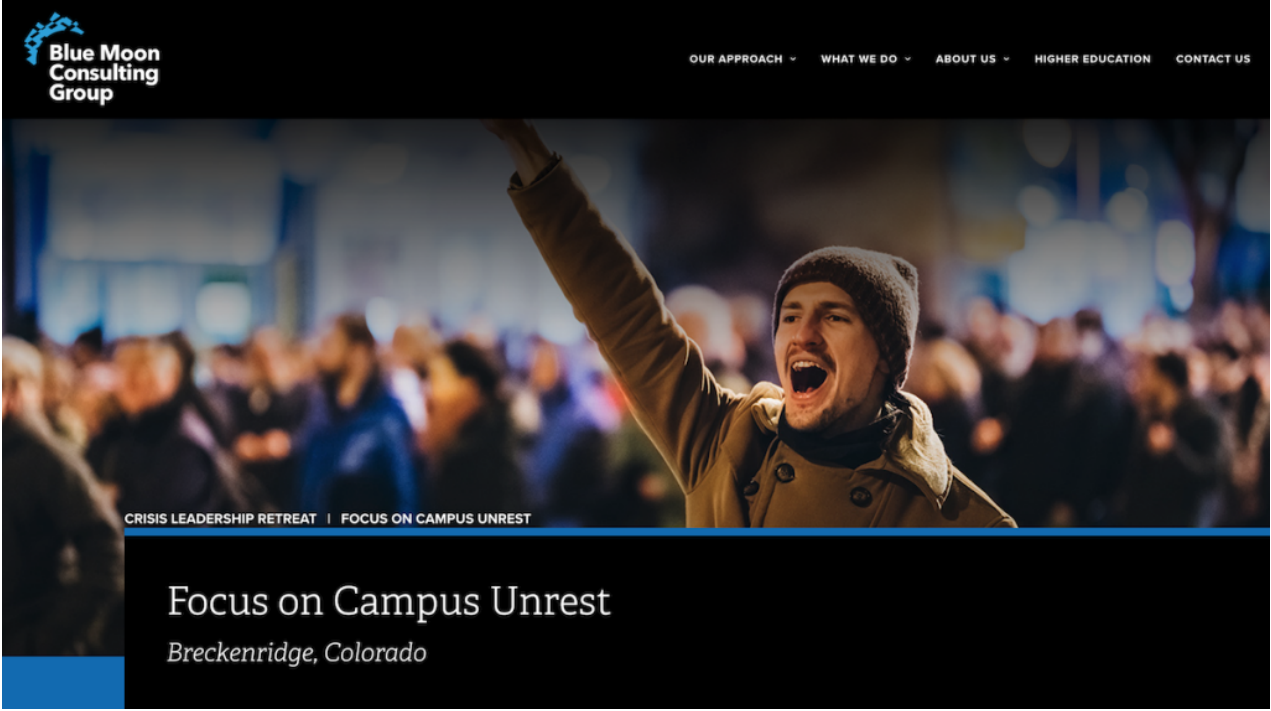 Blue Moon
Consulting
Group
OUR APPROACH WHAT WE DO ABOUT US HIGHER EDUCATION CONTACT US
CRISIS LEADERSHIP RETREAT | FOCUS ON CAMPUS UNREST
Focus on Campus Unrest
Breckenridge, Colorado